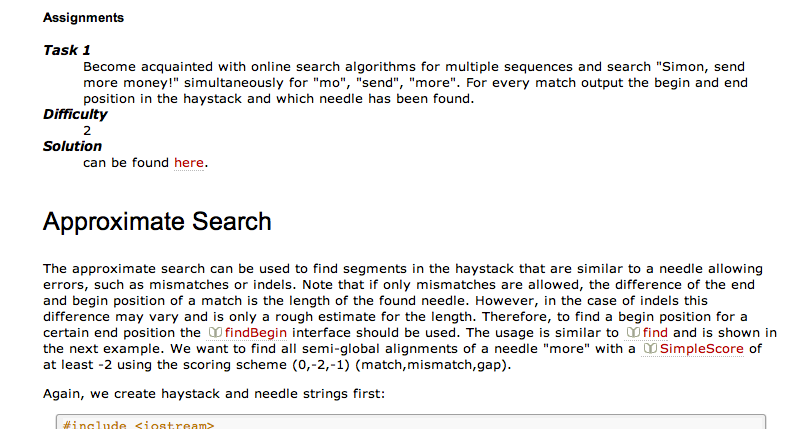 Assignments
Task 1
Become acquainted with online search algorithms for multiple sequences and search "Simon, send
more money!" simultaneously for "mo", "send", "more". For every match output the begin and end
position in the haystack and which needle has been found.
Difficulty
2
Solution
can be found here.
Approximate Search
The approximate search can be used to find segments in the haystack that are similar to a needle allowing
errors, such as mismatches or indels. Note that if only mismatches are allowed, the difference of the end
and begin position of a match is the length of the found needle. However, in the case of indels this
difference may vary and is only a rough estimate for the length. Therefore, to find a begin position for a
certain end position the findBegin interface should be used. The usage is similar to find and is shown in
the next example. We want to find all semi-global alignments of a needle "more" with a SimpleScore of
at least -2 using the scoring scheme (0,-2,-1) (match,mismatch,gap).
Again, we create haystack and needle strings first:
#include <iostream>